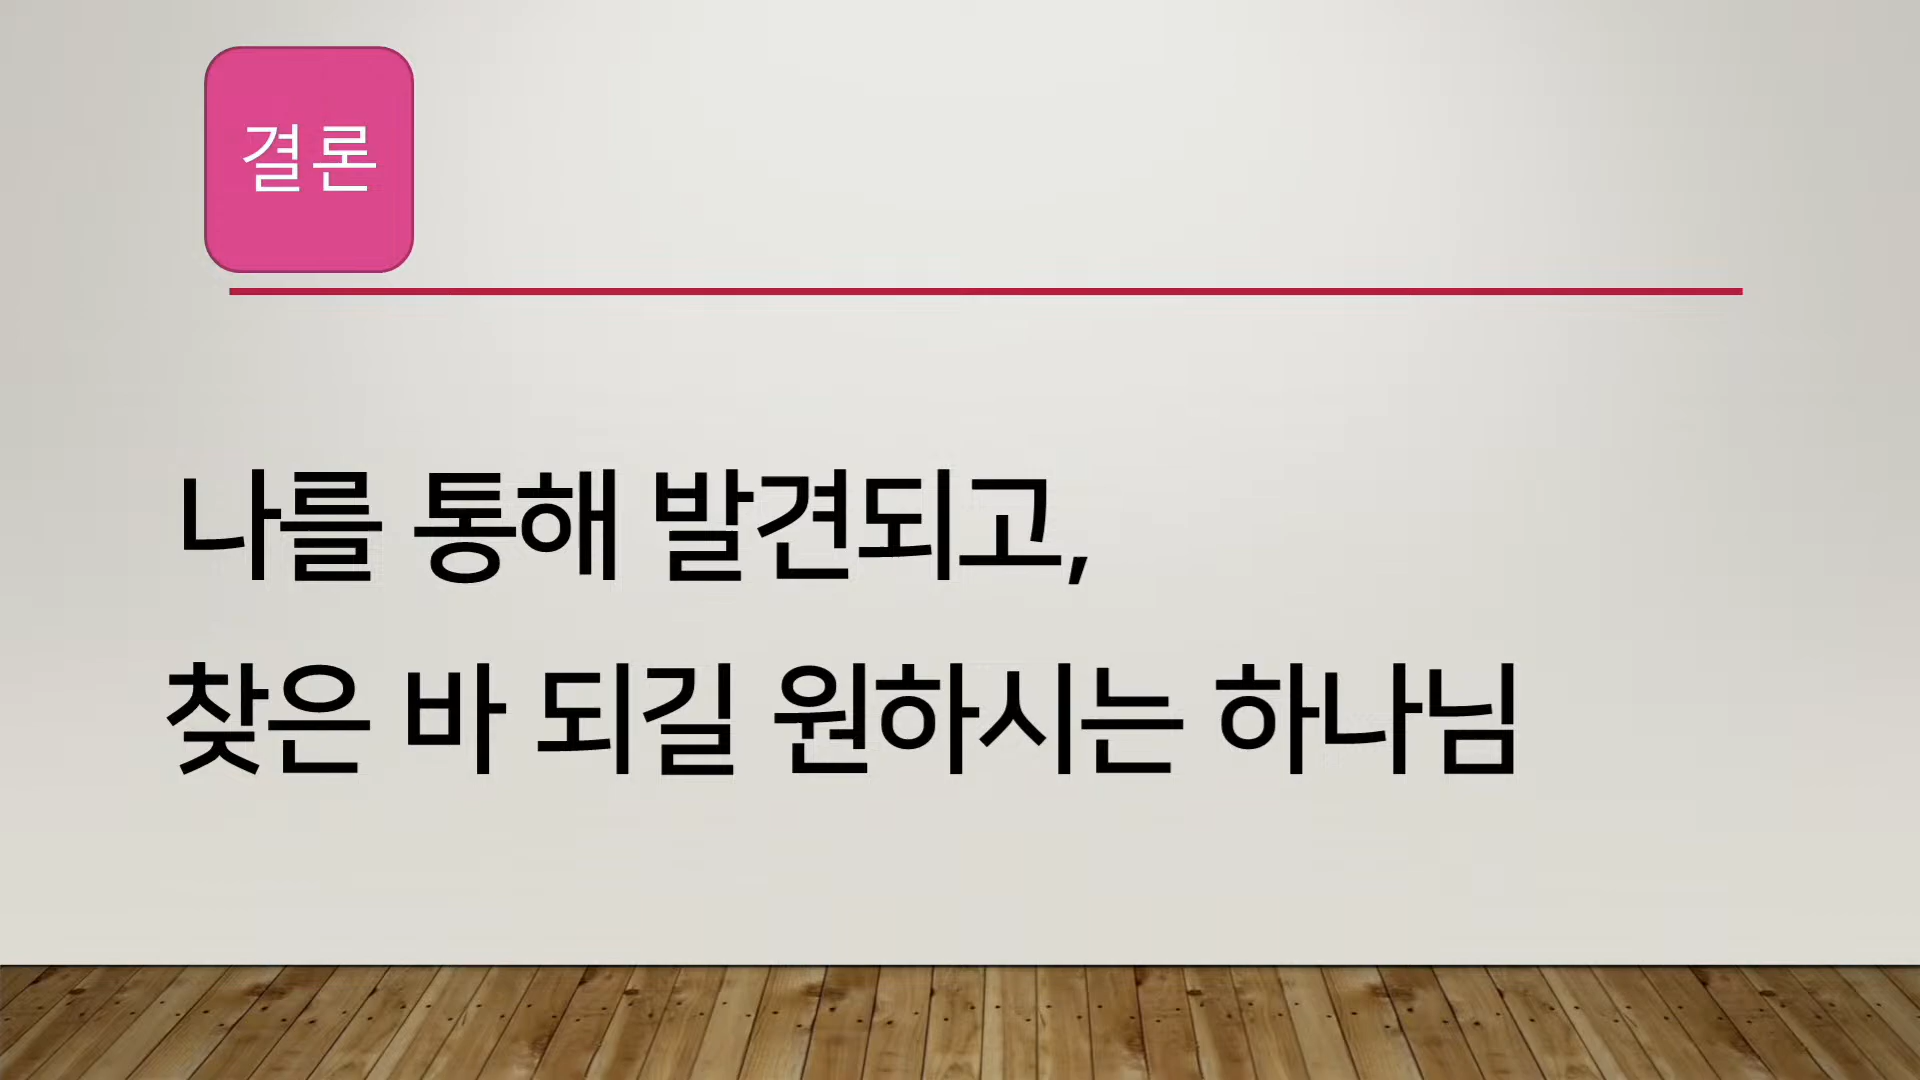 결론
나를 통해 발견되고,
찾은 바 되길 원하시는 하나님